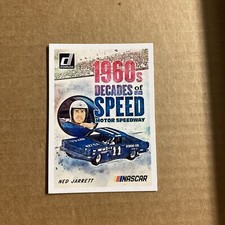 1960s
DECADES of
SPEED
MOTOR SPEEDWAY
11
NED JARRETT
NASCAR